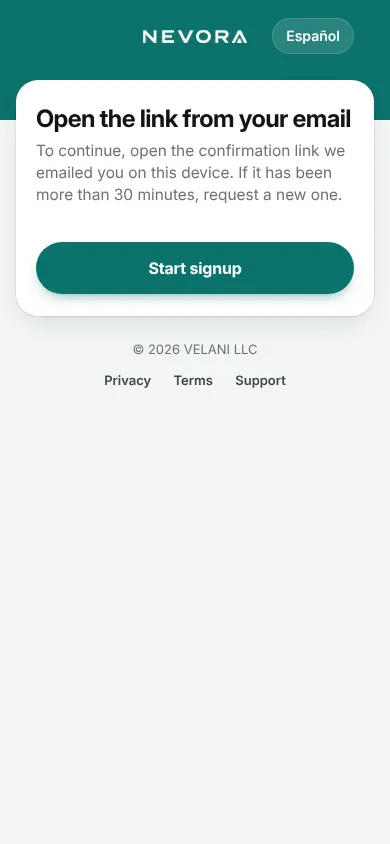 NEVORA
Español
Open the link from your email
To continue, open the confirmation link we
emailed you on this device. If it has been
more than 30 minutes, request a new one.
Start signup
© 2026 VELANI LLC
Privacy Terms Support